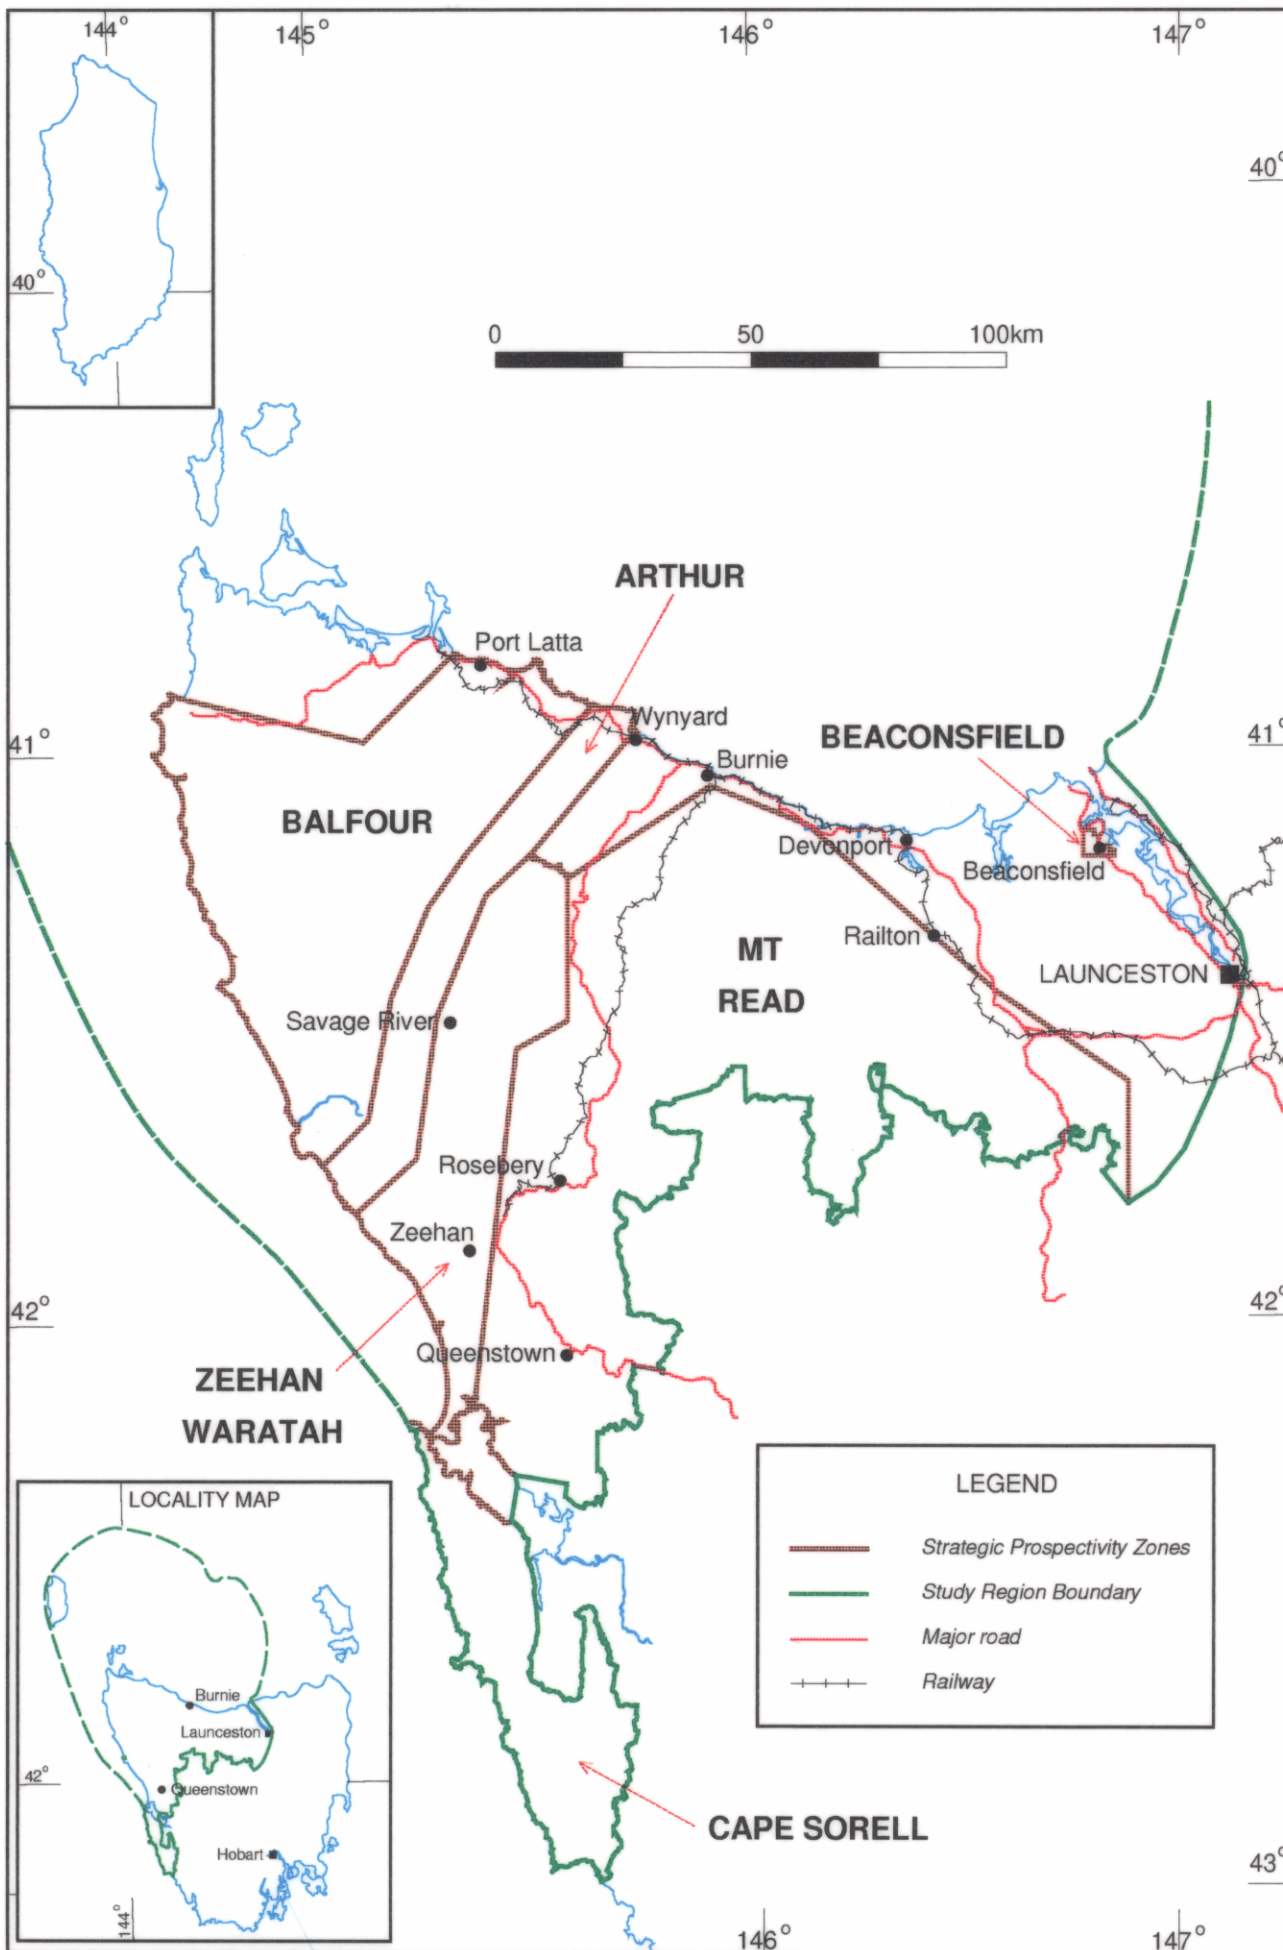 144°
145°
146°
147°
40°
40°
0 50 100km
ARTHUR
Port Latta
Wynyard
BEACONSFIELD
41°
41°
Burnie
BALFOUR
Devonport
Beaconsfield
Railton
MT
READ
LAUNCESTON
Savage River
Rosebery
Zeehan
42°
42°
Queenstown
ZEEHAN
WARATAH
LEGEND
Strategic Prospectivity Zones
Study Region Boundary
Major road
Railway
LOCALITY MAP
Burnie
Launceston
42°
Queenstown
Hobart
144°
CAPE SORELL
43°
146°
147°